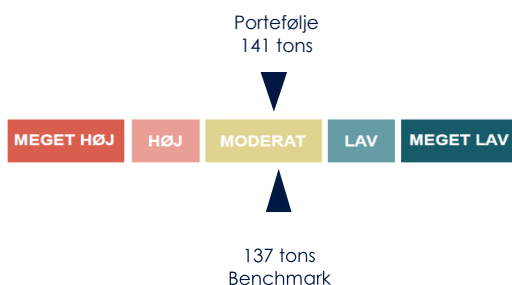 Portefølje
141 tons
MEGET HØJ HØJ MODERAT LAV MEGET LAV
137 tons
Benchmark